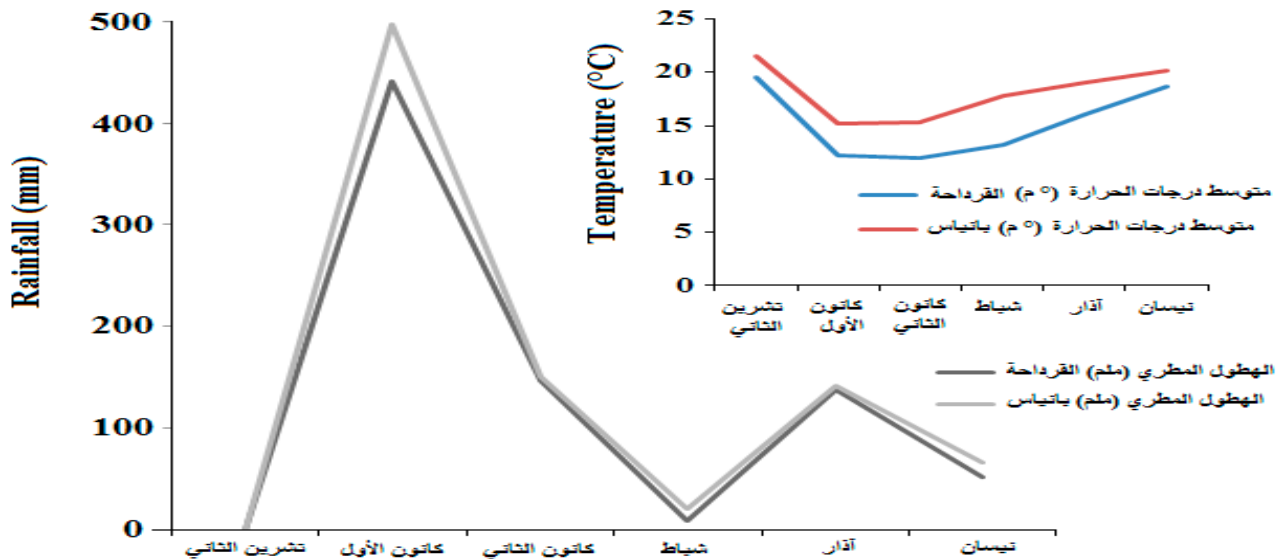 Rainfall (mm)
500
400
300
200
100
0
تشرين الثاني
كانون الأول
كانون الثاني
شباط
آذار
نيسان
Temperature (°C)
25
20
15
10
5
0
تشرين الثاني
كانون الأول
كانون الثاني
شباط
آذار
نيسان
متوسط درجات الحرارة (° م) القرداحة
متوسط درجات الحرارة (° م) بانياس
الهطول المطري (ملم) القرداحة
الهطول المطري (ملم) بانياس